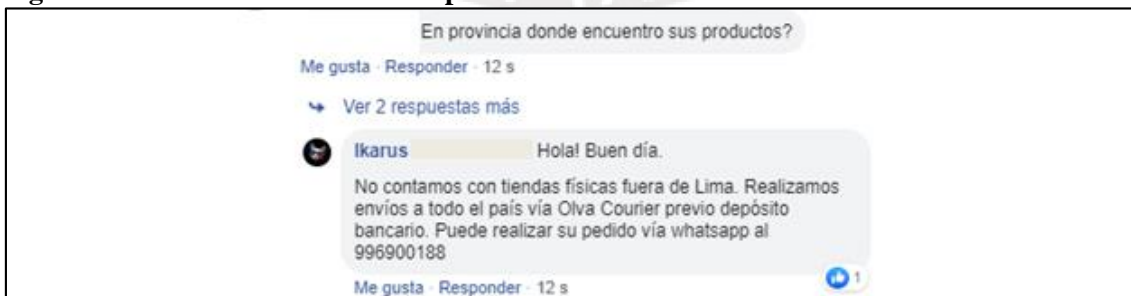 En provincia donde encuentro sus productos?
Me gusta · Responder · 12 s
Ver 2 respuestas más
Ikarus Hola! Buen día.
No contamos con tiendas físicas fuera de Lima. Realizamos
envíos a todo el país vía Olva Courier previo depósito
bancario. Puede realizar su pedido vía whatsapp al
996900188
1
Me gusta · Responder · 12 s